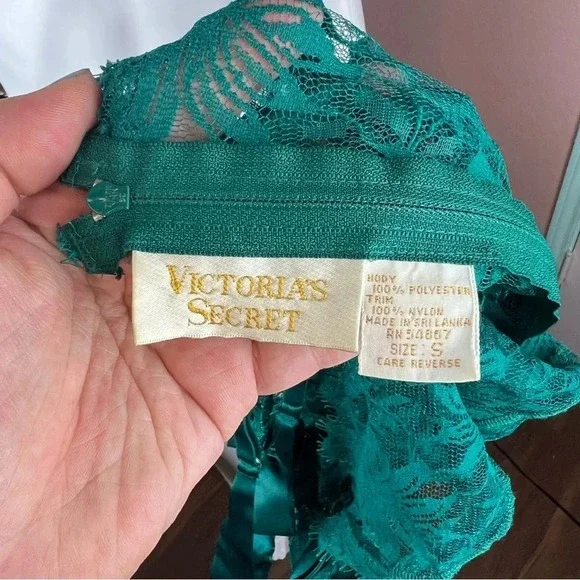 VICTORIA'S
SECRET
BODY
100% POLYESTER
TRIM
100% NYLON
MADE IN SRI LANKA
RN 54867
SIZE: S
CARE REVERSE